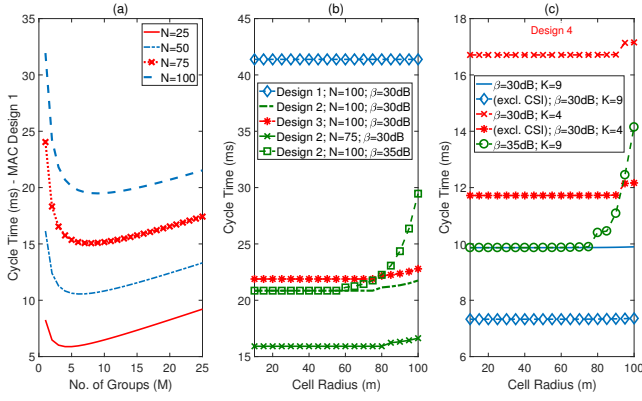 (a)
Cycle Time (ms) - MAC Design 1
35
30
25
20
15
10
5
0
5
10
15
20
25
No. of Groups (M)
N=25
N=50
N=75
N=100
(b)
Cycle Time (ms)
45
40
35
30
25
20
15
20
40
60
80
100
Cell Radius (m)
Design 1; N=100; β=30dB
Design 2; N=100; β=30dB
Design 3; N=100; β=30dB
Design 2; N=75; β=30dB
Design 2; N=100; β=35dB
(c)
Design 4
Cycle Time (ms)
18
16
14
12
10
8
6
20
40
60
80
100
Cell Radius (m)
β=30dB; K=9
(excl. CSI); β=30dB; K=9
β=30dB; K=4
(excl. CSI); β=30dB; K=4
β=35dB; K=9